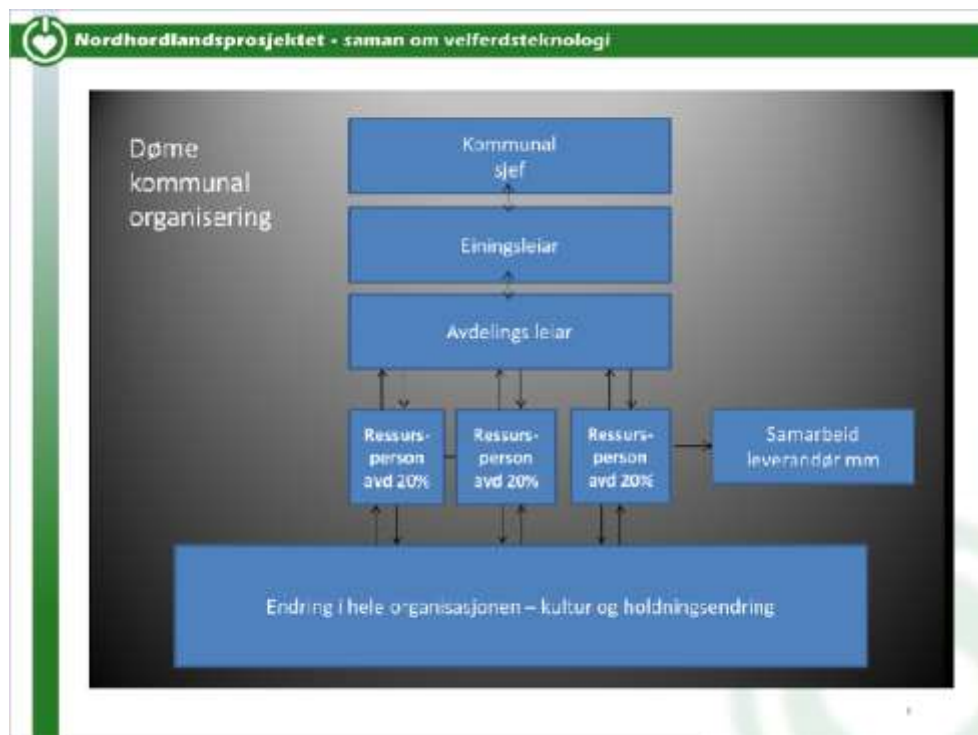 Nordhordlandsprosjektet - saman om velferdsteknologi
Døme
kommunal
organisering
Kommunal
sjef
Einingsleiar
Avdelings leiar
Ressurs-
person
avd 20%
Ressurs-
person
avd 20%
Ressurs-
person
avd 20%
Samarbeid
leverandør mm
Endring i hele organisasjonen – kultur og holdningsendring